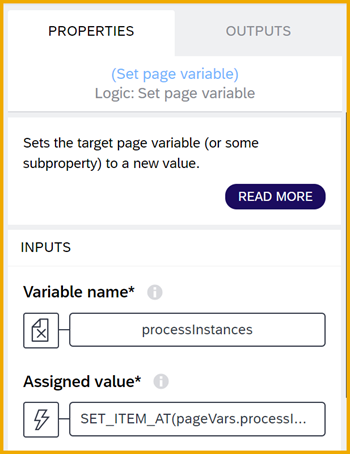 PROPERTIES
OUTPUTS
(Set page variable)
Logic: Set page variable
Sets the target page variable (or some
subproperty) to a new value.
READ MORE
INPUTS
Variable name* i
processInstances
Assigned value* i
SET_ITEM_AT(pageVars.processI...